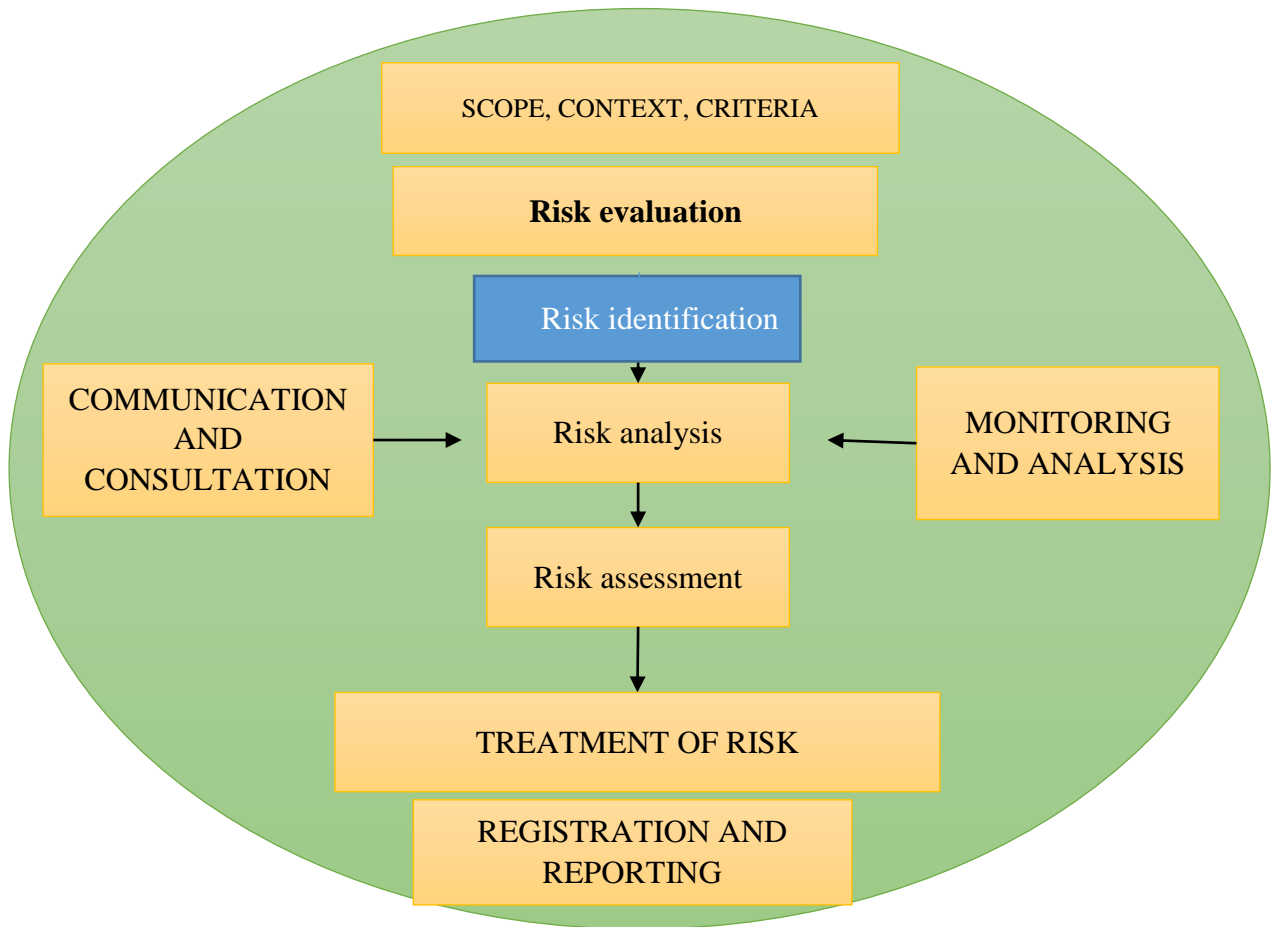 SCOPE, CONTEXT, CRITERIA
Risk evaluation
Risk identification
COMMUNICATION
AND
CONSULTATION
Risk analysis
MONITORING
AND ANALYSIS
Risk assessment
TREATMENT OF RISK
REGISTRATION AND
REPORTING